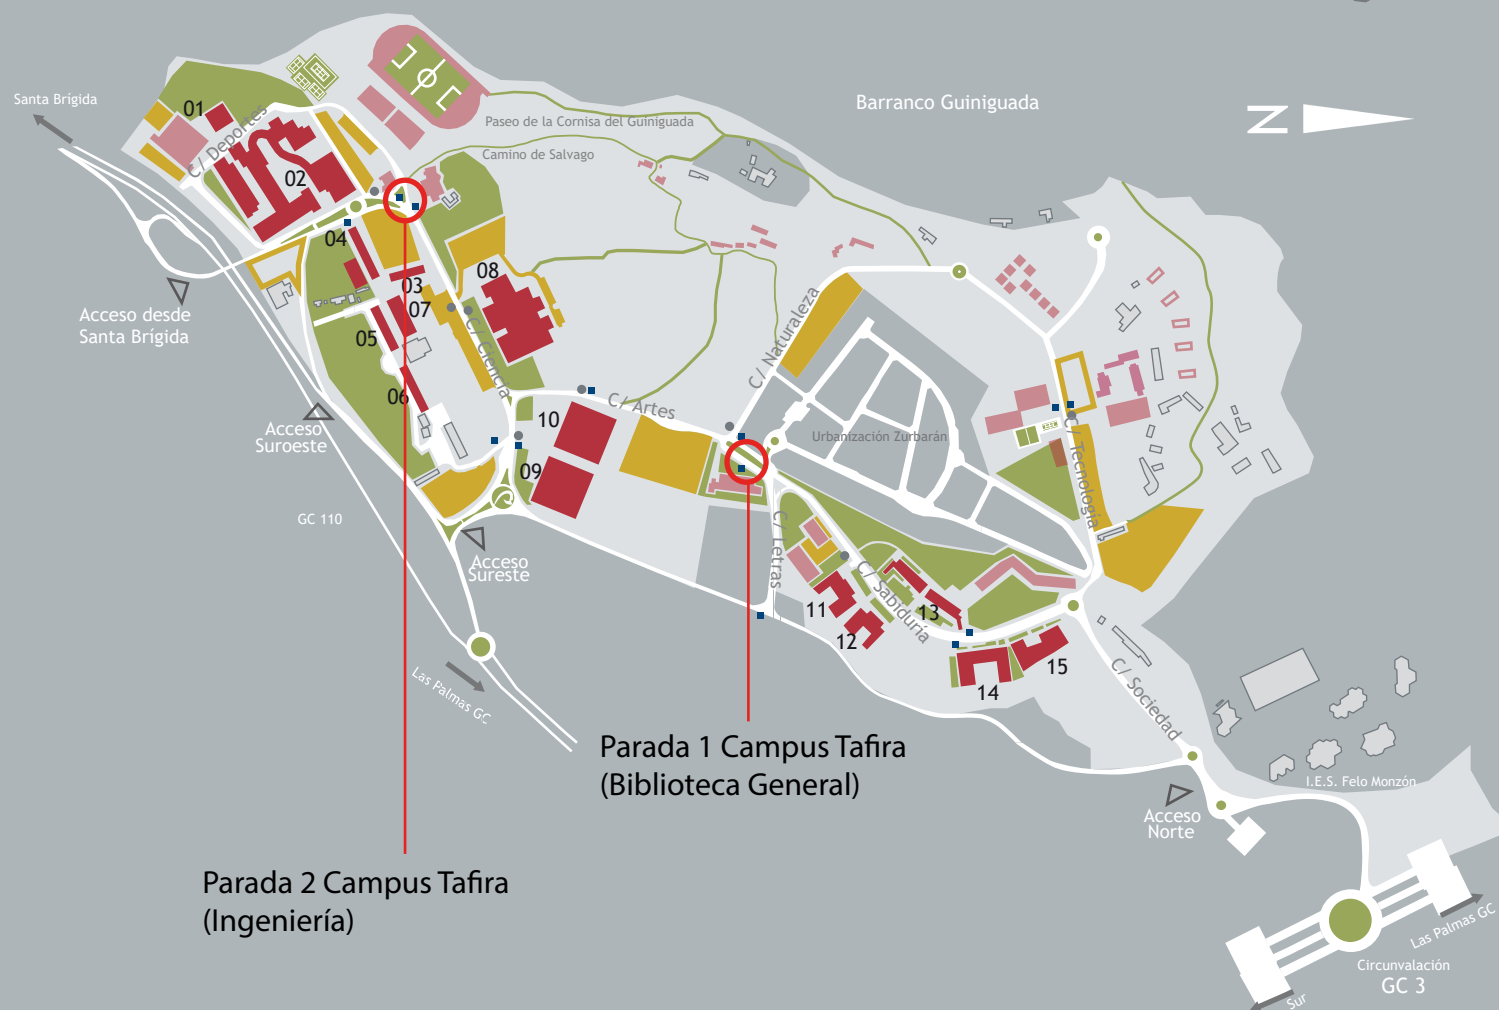 Santa Brígida
01
C/ Deportes
02
Paseo de la Cornisa del Guiniguada
Camino de Salvago
Barranco Guiniguada
N
04
03
08
07
05
06
C/ Ciencia
Acceso desde
Santa Brígida
Acceso
Suroeste
10
09
C/ Artes
C/ Naturaleza
Urbanización Zurbarán
C/ Tecnología
GC 110
Acceso
Sureste
C/ Letras
C/ Sabiduría
11
12
13
14
15
C/ Sociedad
Las Palmas GC
Parada 1 Campus Tafira
(Biblioteca General)
I.E.S. Felo Monzón
Acceso
Norte
Parada 2 Campus Tafira
(Ingeniería)
Las Palmas GC
Circunvalación
GC 3
Sur